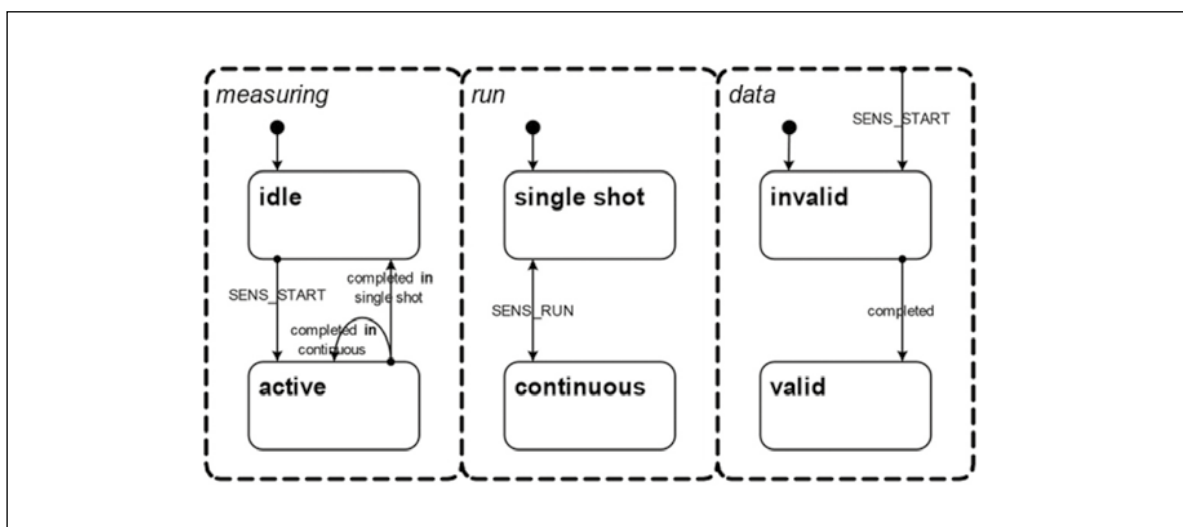 measuring
idle
SENS_START
completed in
single shot
completed in
continuous
active
run
single shot
SENS_RUN
continuous
data
SENS_START
invalid
completed
valid